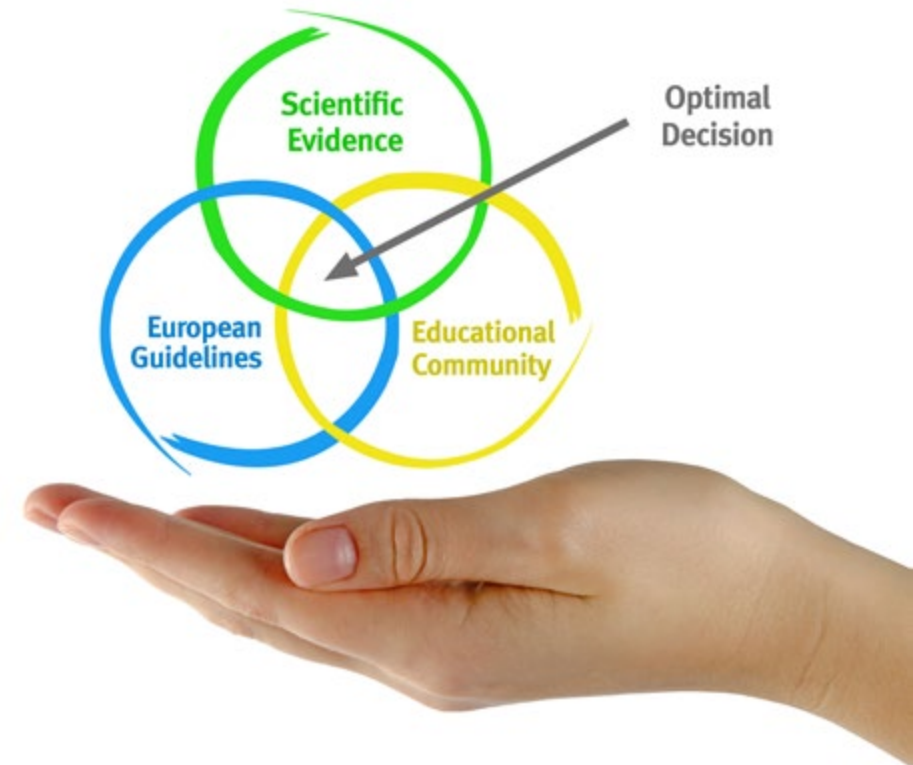 Scientific
Evidence
Optimal
Decision
European
Guidelines
Educational
Community